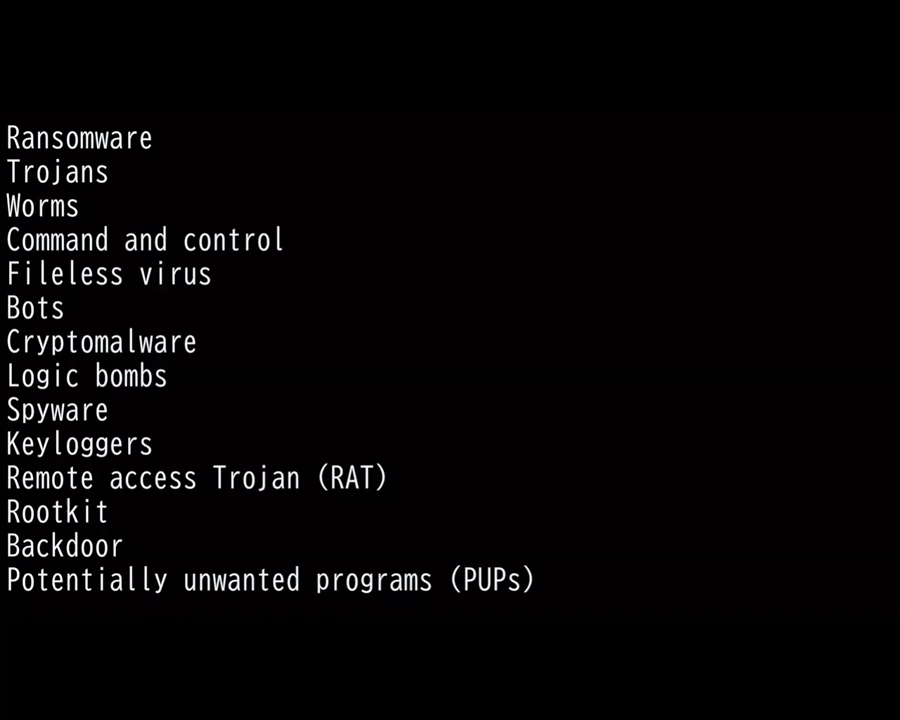 Ransomware
Trojans
Worms
Command and control
Fileless virus
Bots
Cryptomalware
Logic bombs
Spyware
Keyloggers
Remote access Trojan (RAT)
Rootkit
Backdoor
Potentially unwanted programs (PUPs)